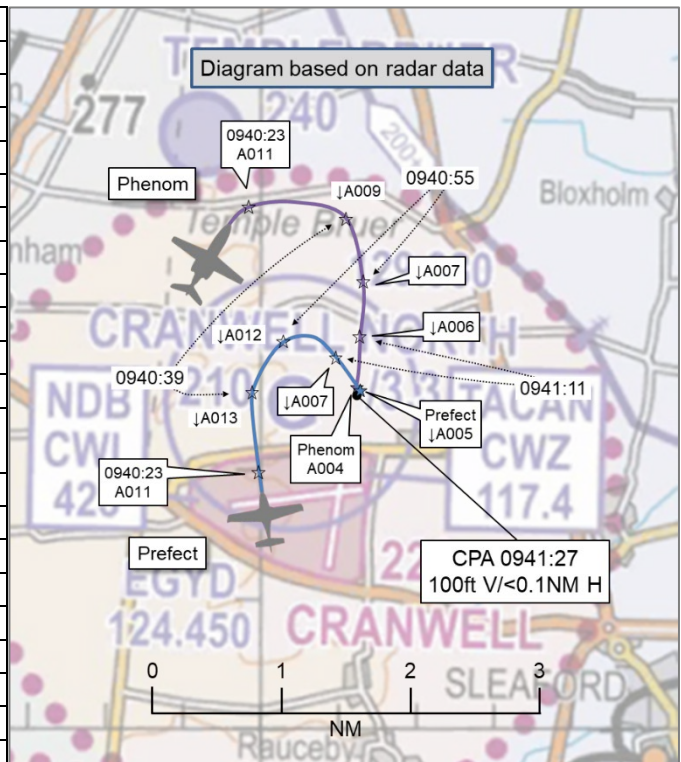 TEMPLE BRUER
Diagram based on radar data
277
240
200+
0940:23
A011
Phenom
↓A009
0940:55
Bloxholm
Temple Bruer
↓A007
CRANWELL NORTH
↓A012
↓A006
0940:39
0941:11
NDB
CWL
TACAN
CWZ
117.4
↓A013
↓A007
Prefect
↓A005
Phenom
A004
0940:23
A011
Prefect
CPA 0941:27
100ft V/<0.1NM H
EGYD
124.450
CRANWELL
0 1 2 3
NM
SLEAFORD
Rauceby